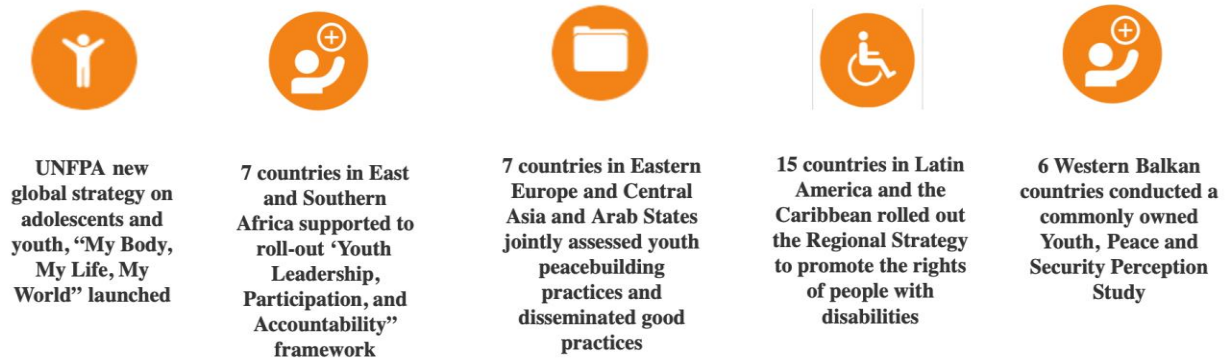 UNFPA new
global strategy on
adolescents and
youth, “My Body,
My Life, My
World” launched
7 countries in East
and Southern
Africa supported to
roll-out ‘Youth
Leadership,
Participation, and
Accountability”
framework
7 countries in Eastern
Europe and Central
Asia and Arab States
jointly assessed youth
peacebuilding
practices and
disseminated good
practices
15 countries in Latin
America and the
Caribbean rolled out
the Regional Strategy
to promote the rights
of people with
disabilities
6 Western Balkan
countries conducted a
commonly owned
Youth, Peace and
Security Perception
Study